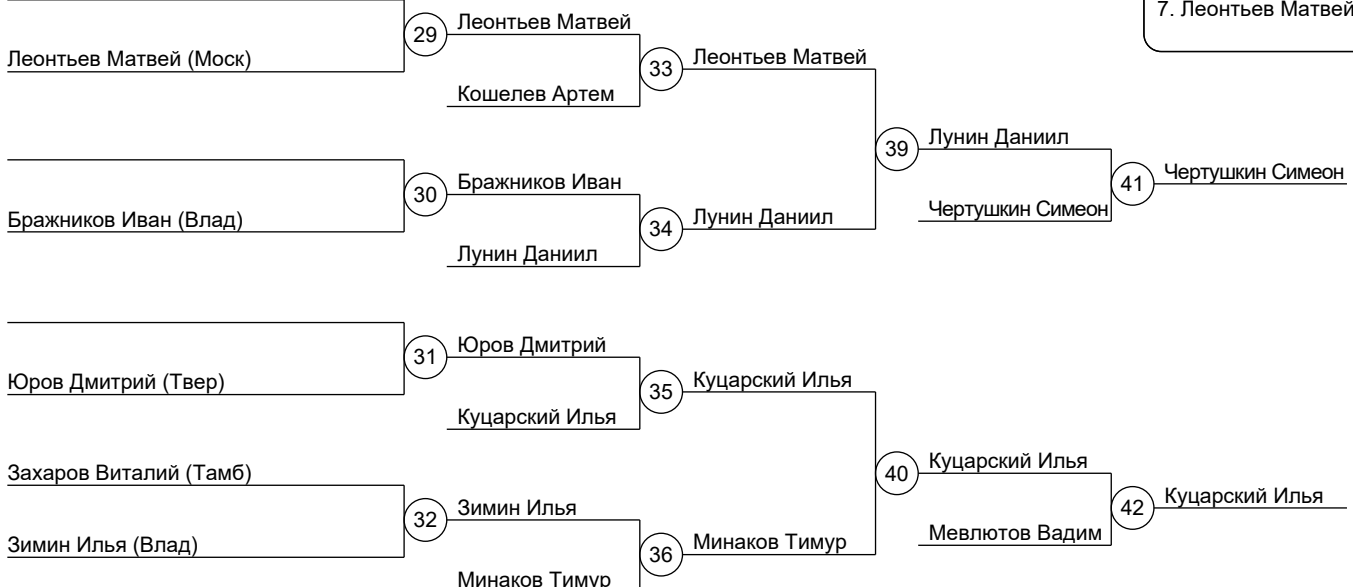 7. Леонтьев Матвей
29
Леонтьев Матвей
Леонтьев Матвей (Моск)
33
Леонтьев Матвей
Кошелев Артем
39
Лунин Даниил
30
Бражников Иван
41
Чертушкин Симеон
Бражников Иван (Влад)
34
Лунин Даниил
Чертушкин Симеон
Лунин Даниил
31
Юров Дмитрий
Юров Дмитрий (Твер)
35
Куцарский Илья
Куцарский Илья
Захаров Виталий (Тамб)
40
Куцарский Илья
32
Зимин Илья
42
Куцарский Илья
Зимин Илья (Влад)
36
Минаков Тимур
Мевлютов Вадим
Минаков Тимур